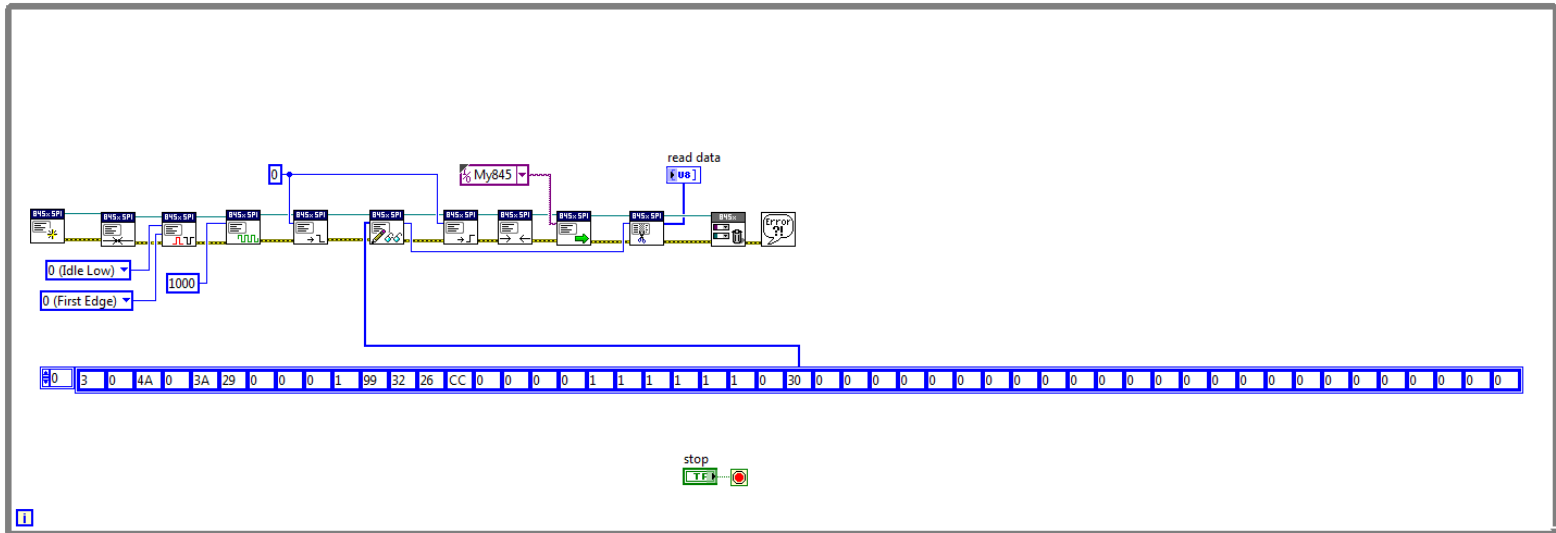 read data
0
My845
U8]
845x SPI 845x SPI 845x SPI 845x SPI 845x SPI 845x SPI 845x SPI 845x SPI 845x SPI 845x SPI 845x Error
?!
0 (Idle Low)
1000
0 (First Edge)
0 3 0 4A 0 3A 29 0 0 0 1 99 32 26 CC 0 0 0 0 1 1 1 1 1 1 0 30 0 0 0 0 0 0 0 0 0 0 0 0 0 0 0 0 0 0 0 0 0 0 0 0 0
stop
TF
i